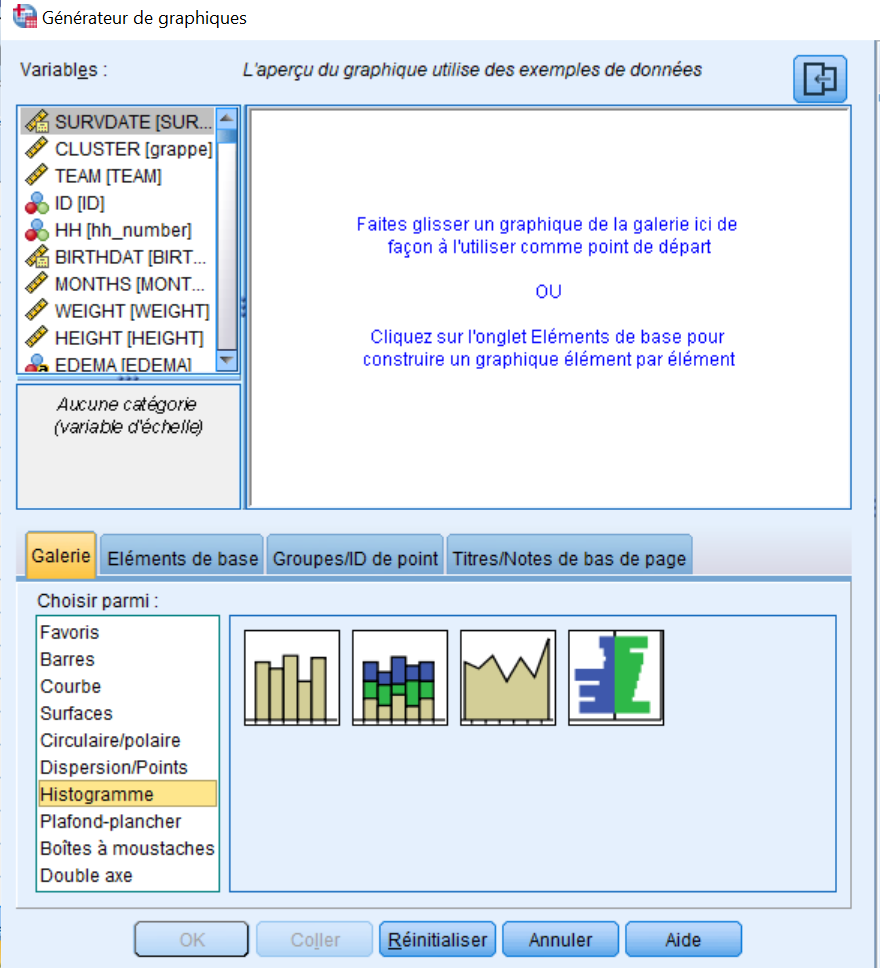 Générateur de graphiques
Variables :
L'aperçu du graphique utilise des exemples de données
SURVDATE [SUR...
CLUSTER [grappe]
TEAM [TEAM]
ID [ID]
HH [hh_number]
BIRTHDAT [BIRT...
MONTHS [MONT...
WEIGHT [WEIGHT]
HEIGHT [HEIGHT]
EDEMA [EDEMA]
Faites glisser un graphique de la galerie ici de
façon à l'utiliser comme point de départ
OU
Cliquez sur l'onglet Eléments de base pour
construire un graphique élément par élément
Aucune catégorie
(variable d'échelle)
Galerie
Eléments de base
Groupes/ID de point
Titres/Notes de bas de page
Choisir parmi :
Favoris
Barres
Courbe
Surfaces
Circulaire/polaire
Dispersion/Points
Histogramme
Plafond-plancher
Boîtes à moustaches
Double axe
OK
Coller
Réinitialiser
Annuler
Aide